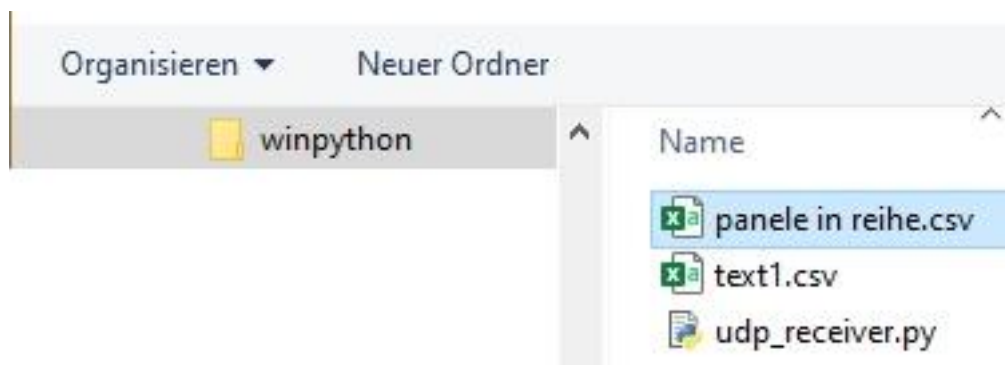 Organisieren Neuer Ordner
winpython
Name
panele in reihe.csv
text1.csv
udp_receiver.py